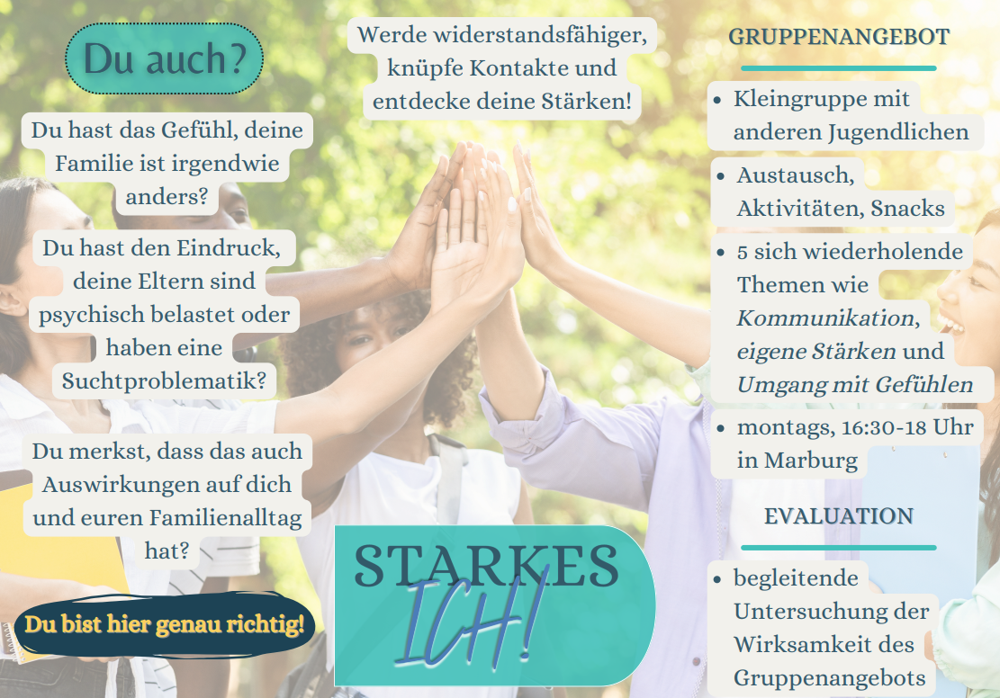 Du auch?
Du hast das Gefühl, deine
Familie ist irgendwie
anders?
Du hast den Eindruck,
deine Eltern sind
psychisch belastet oder
haben eine
Suchtproblematik?
Du merkst, dass das auch
Auswirkungen auf dich
und euren Familienalltag
hat?
Du bist hier genau richtig!
Werde widerstandsfähiger,
knüpfe Kontakte und
entdecke deine Stärken!
STARKES
ICH!
GRUPPENANGEBOT
• Kleingruppe mit
anderen Jugendlichen
• Austausch,
Aktivitäten, Snacks
• 5 sich wiederholende
Themen wie
Kommunikation,
eigene Stärken und
Umgang mit Gefühlen
• montags, 16:30-18 Uhr
in Marburg
EVALUATION
• begleitende
Untersuchung der
Wirksamkeit des
Gruppenangebots